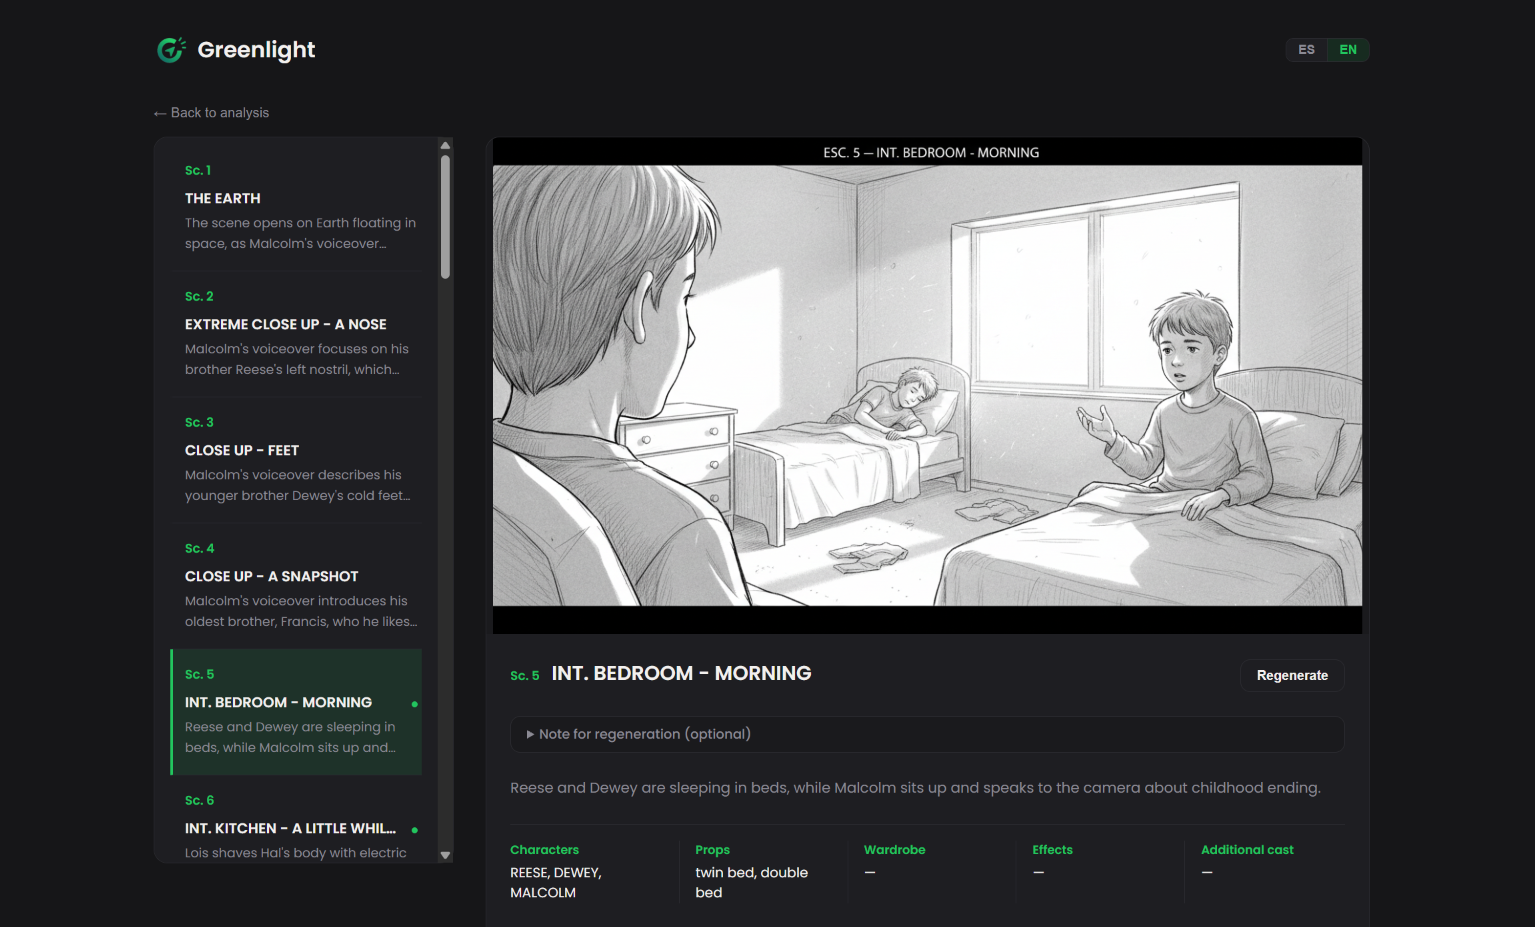 Greenlight
ES
EN
← Back to analysis
Sc. 1
THE EARTH
The scene opens on Earth floating in
space, as Malcolm's voiceover...
Sc. 2
EXTREME CLOSE UP - A NOSE
Malcolm's voiceover focuses on his
brother Reese's left nostril, which...
Sc. 3
CLOSE UP - FEET
Malcolm's voiceover describes his
younger brother Dewey's cold feet...
Sc. 4
CLOSE UP - A SNAPSHOT
Malcolm's voiceover introduces his
oldest brother, Francis, who he likes...
Sc. 5
INT. BEDROOM - MORNING
Reese and Dewey are sleeping in
beds, while Malcolm sits up and...
Sc. 6
INT. KITCHEN - A LITTLE WHIL...
Lois shaves Hal's body with electric
ESC. 5 — INT. BEDROOM - MORNING
Sc. 5 INT. BEDROOM - MORNING
Regenerate
▶ Note for regeneration (optional)
Reese and Dewey are sleeping in beds, while Malcolm sits up and speaks to the camera about childhood ending.
Characters
REESE, DEWEY,
MALCOLM
Props
twin bed, double
bed
Wardrobe
—
Effects
—
Additional cast
—